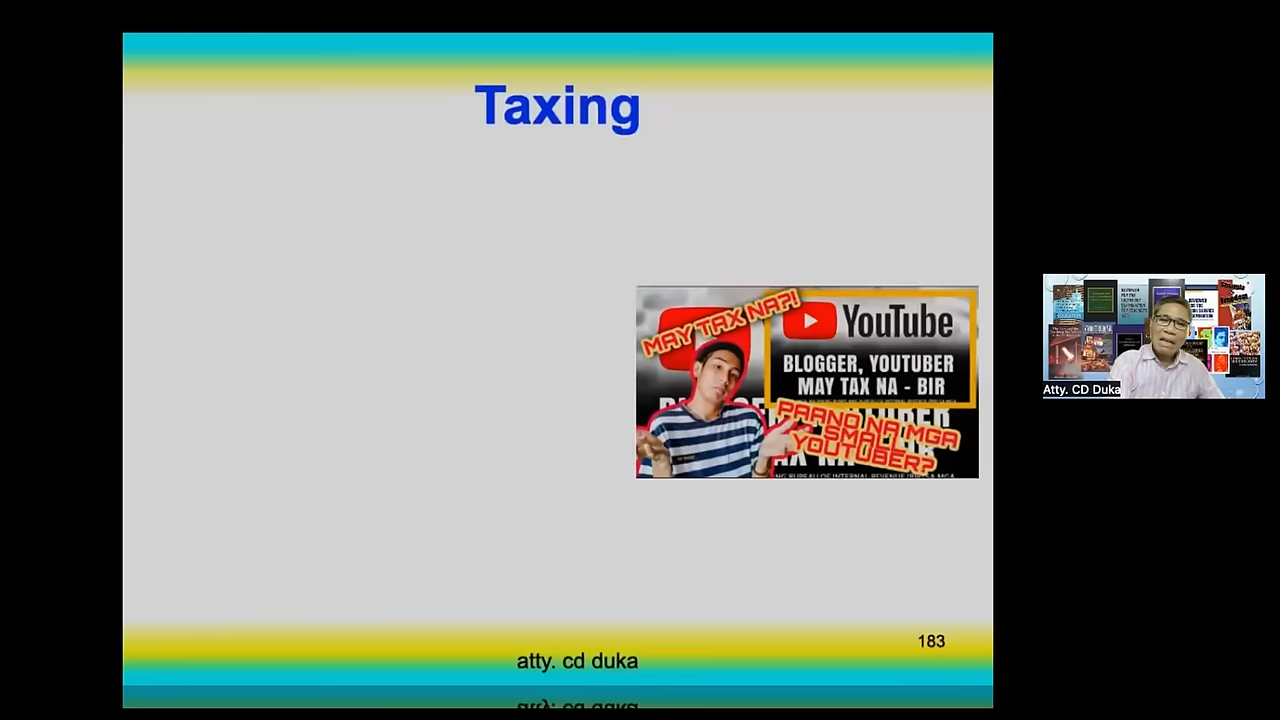 Taxing
MAY TAX NA?!
YouTube
BLOGGER, YOUTUBER
MAY TAX NA - BIR
PAANO NA MGA
SMALL
YOUTUBER?
183
atty. cd duka
Atty. CD Duka